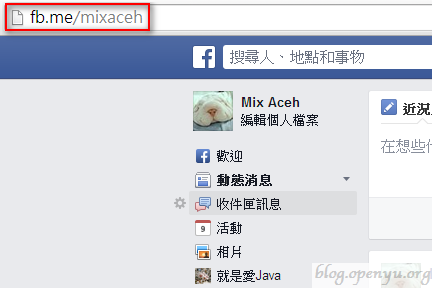 fb.me/mixaceh
f
搜尋人、地點和事物
Mix Aceh
編輯個人檔案
近況
在想些什
歡迎
動態消息
收件匣訊息
9
活動
相片
就是愛Java
blog.openyu.org